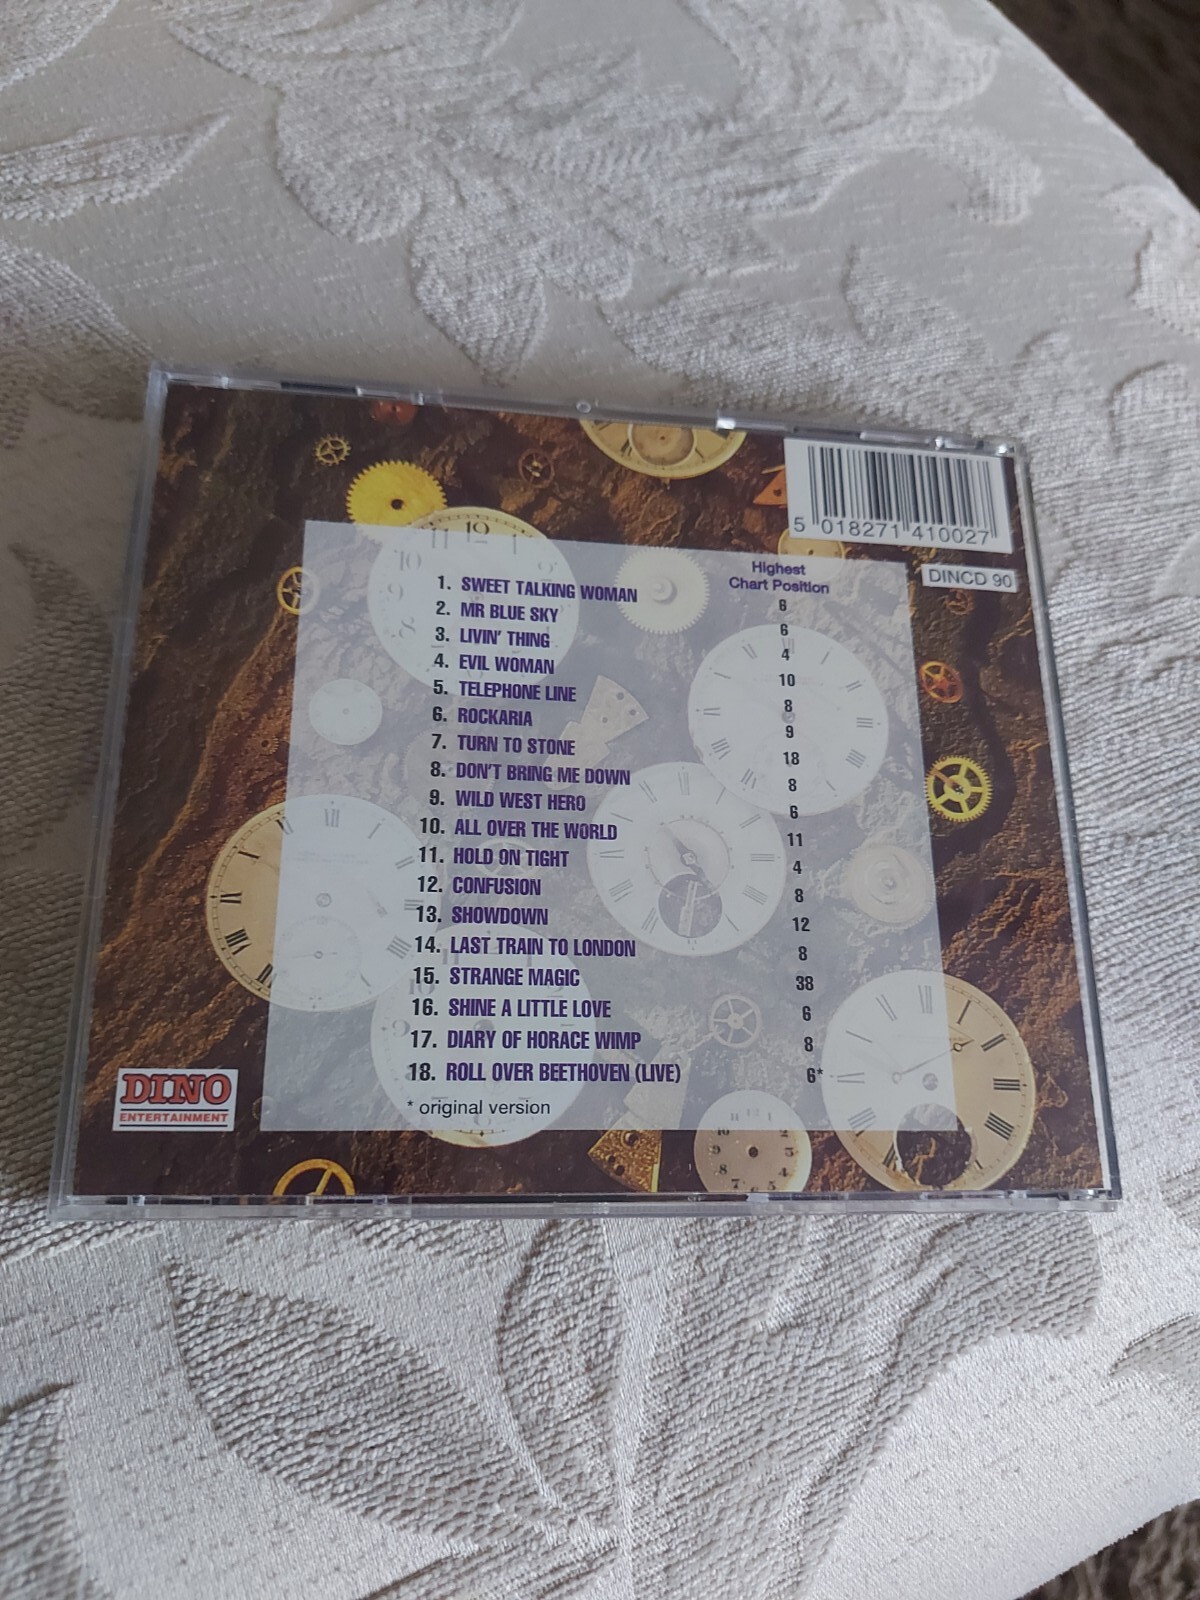 5 018271 410027
DINCD 90
Highest
Chart Position
1. SWEET TALKING WOMAN 6
2. MR BLUE SKY 6
3. LIVIN' THING 4
4. EVIL WOMAN 10
5. TELEPHONE LINE 8
6. ROCKARIA 9
7. TURN TO STONE 18
8. DON'T BRING ME DOWN 8
9. WILD WEST HERO 6
10. ALL OVER THE WORLD 11
11. HOLD ON TIGHT 4
12. CONFUSION 8
13. SHOWDOWN 12
14. LAST TRAIN TO LONDON 8
15. STRANGE MAGIC 38
16. SHINE A LITTLE LOVE 6
17. DIARY OF HORACE WIMP 8
18. ROLL OVER BEETHOVEN (LIVE) 6*
* original version
DINO
ENTERTAINMENT